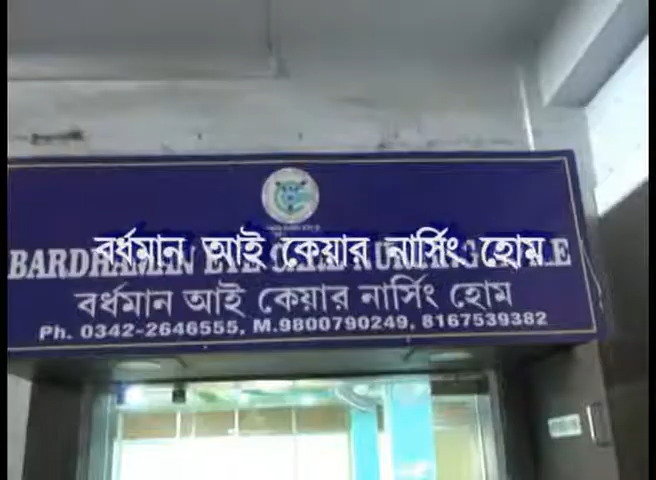 বর্ধমান আই কেয়ার নার্সিং হোম
BARDHAMAN EYE CARE NURSING HOME
বর্ধমান আই কেয়ার নার্সিং হোম
Ph. 0342-2646555, M.9800790249, 8167539382